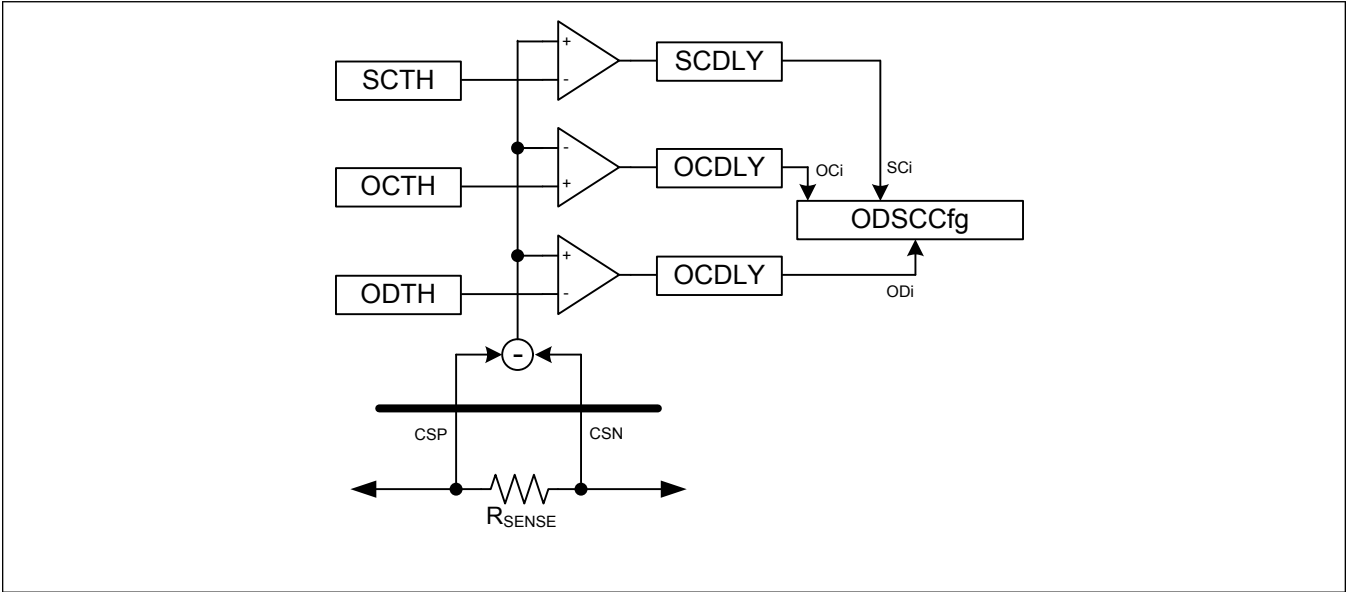 +
SCDLY
SCTH
-
-
OCDLY
OCi
SCi
OCTH
+
ODSCCfg
+
OCDLY
ODTH
-
ODi
-
CSP
CSN
RSENSE